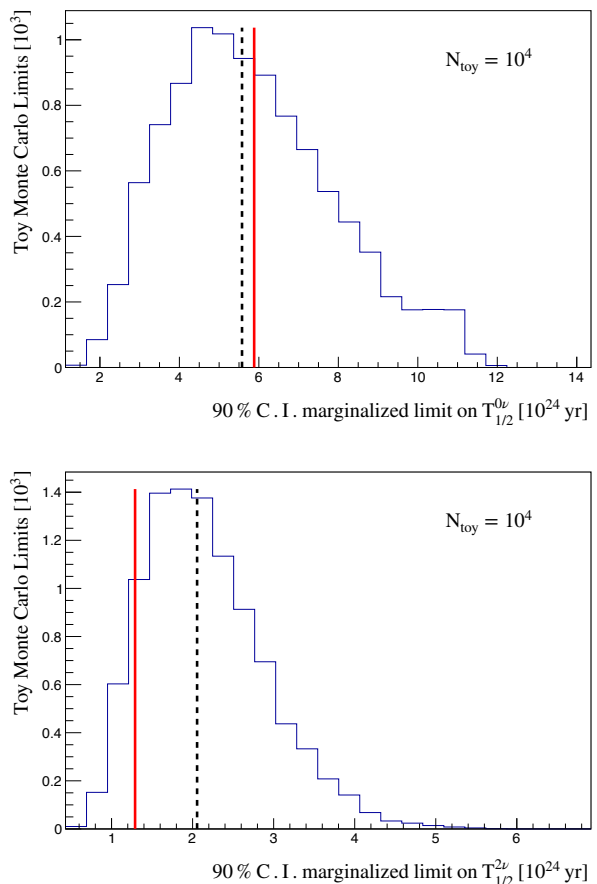 Toy Monte Carlo Limits [10³]
N_toy = 10⁴
1
0.8
0.6
0.4
0.2
0
2 4 6 8 10 12 14
90 % C . I . marginalized limit on T^{0ν}_{1/2} [10²⁴ yr]
Toy Monte Carlo Limits [10³]
N_toy = 10⁴
1.4
1.2
1
0.8
0.6
0.4
0.2
0
1 2 3 4 5 6
90 % C . I . marginalized limit on T^{2ν}_{1/2} [10²⁴ yr]